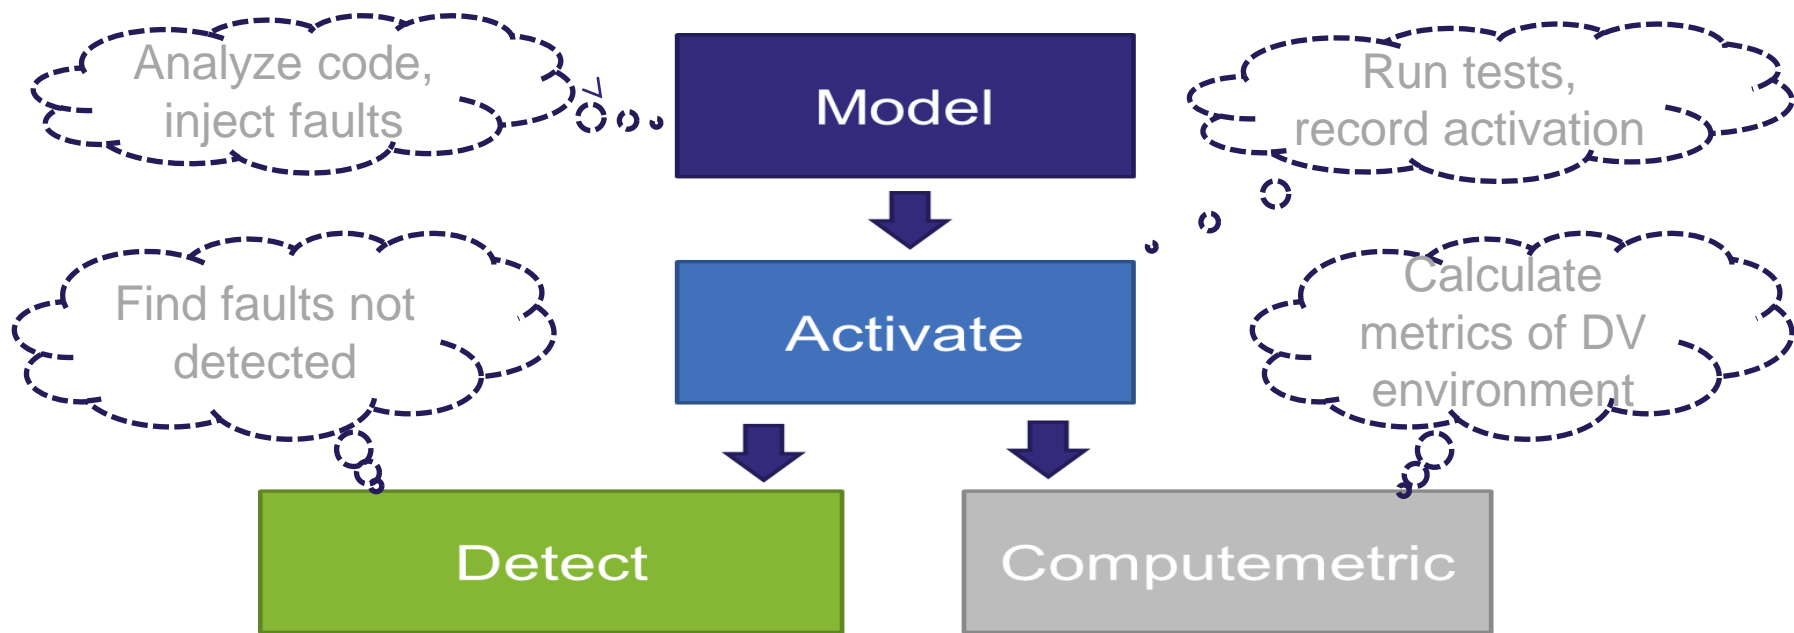 Analyze code,
inject faults
Model
Run tests,
record activation
Find faults not
detected
Activate
Calculate
metrics of DV
environment
Detect
Computemetric